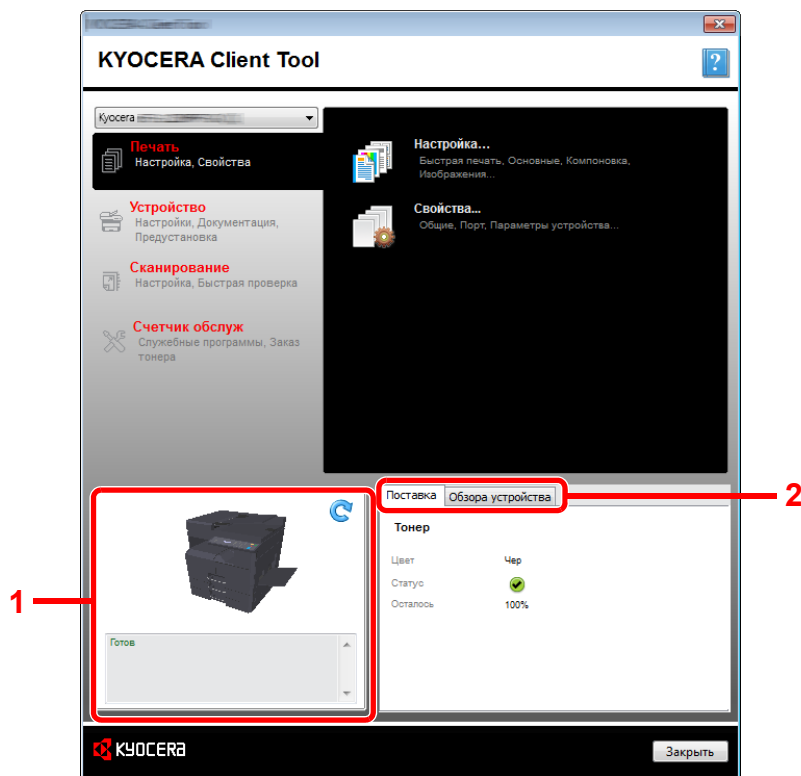 KYOCERA Client Tool
?
Kyocera
Печать
Настройка, Свойства
Устройство
Настройки, Документация,
Предустановка
Сканирование
Настройка, Быстрая проверка
Счетчик обслуж
Служебные программы, Заказ
тонера
Настройка...
Быстрая печать, Основные, Компоновка,
Изображения...
Свойства...
Общие, Порт, Параметры устройства...
1
Готов
Поставка
Обзора устройства
2
Тонер
Цвет Чер
Статус
Осталось 100%
KYOCERA
Закрыть